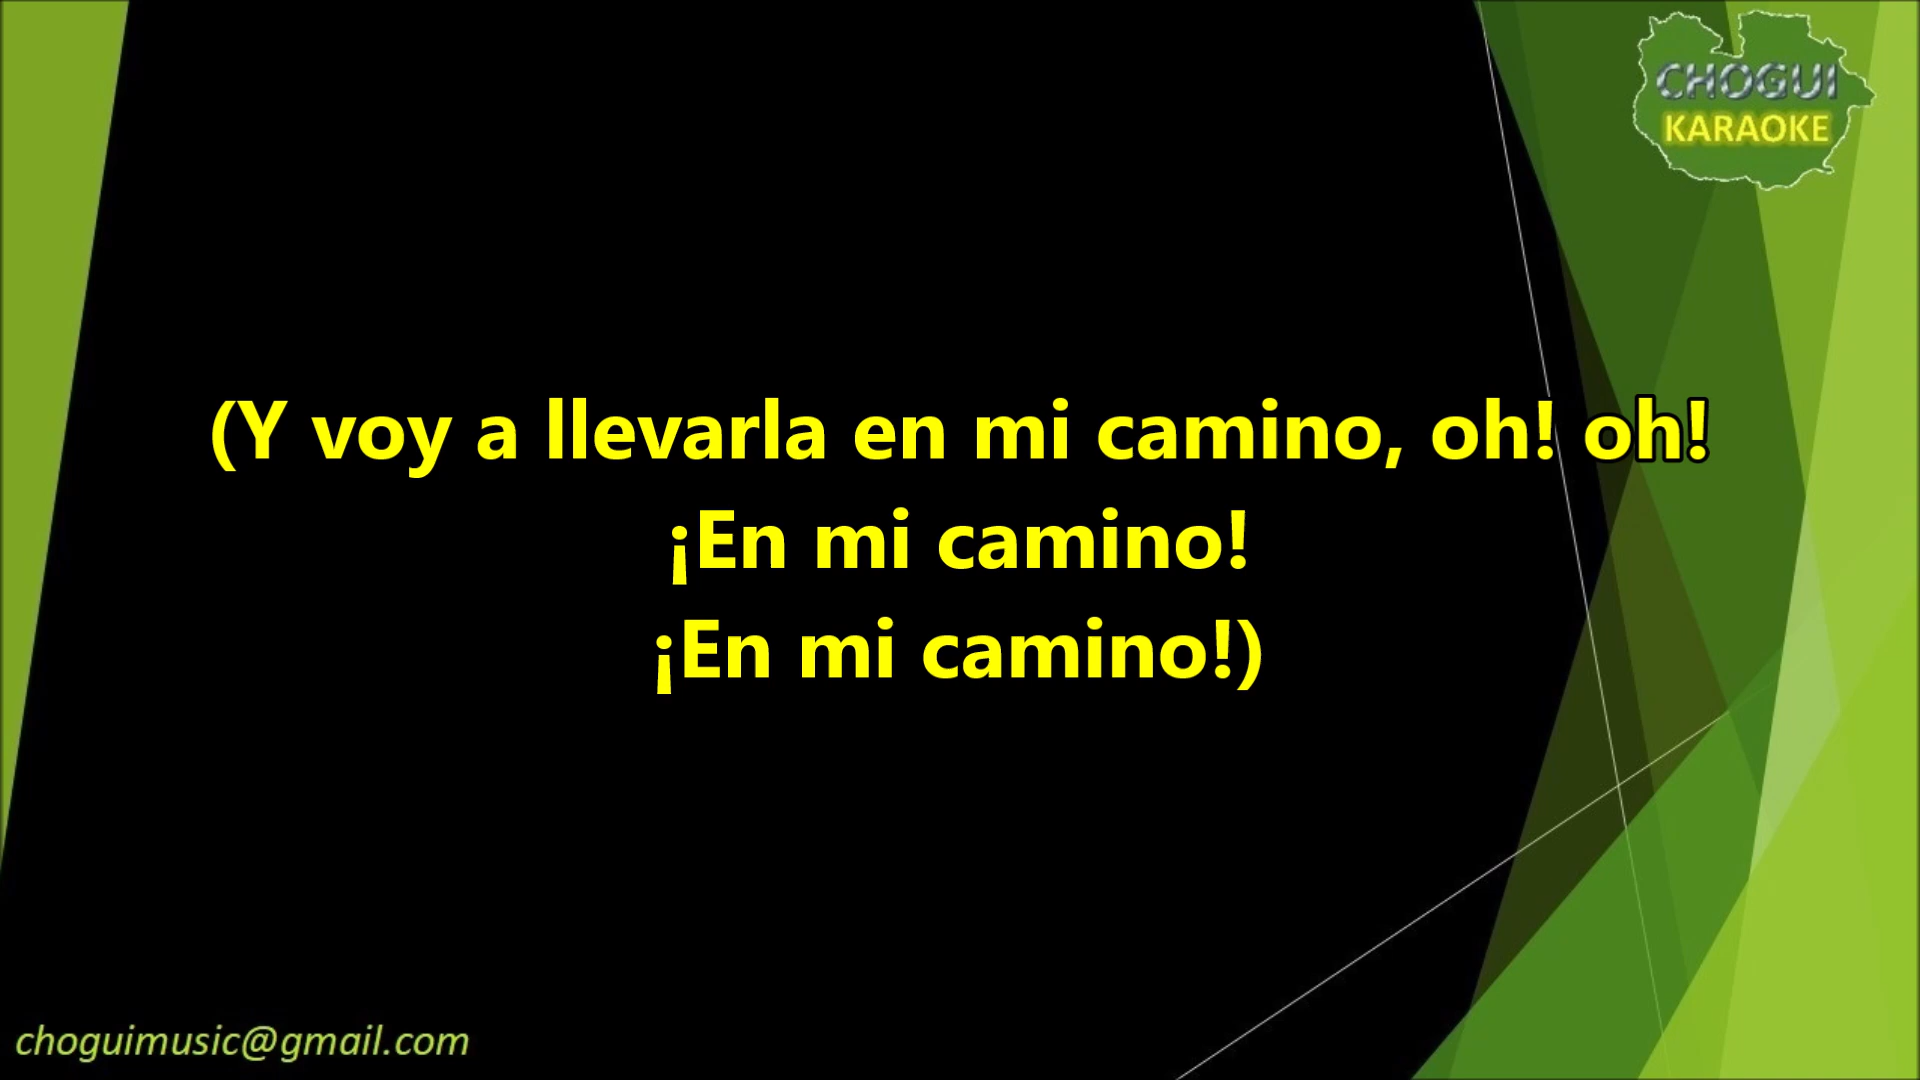 CHOGUI
KARAOKE
(Y voy a llevarla en mi camino, oh! oh!
¡En mi camino!
¡En mi camino!)
choguimusic@gmail.com